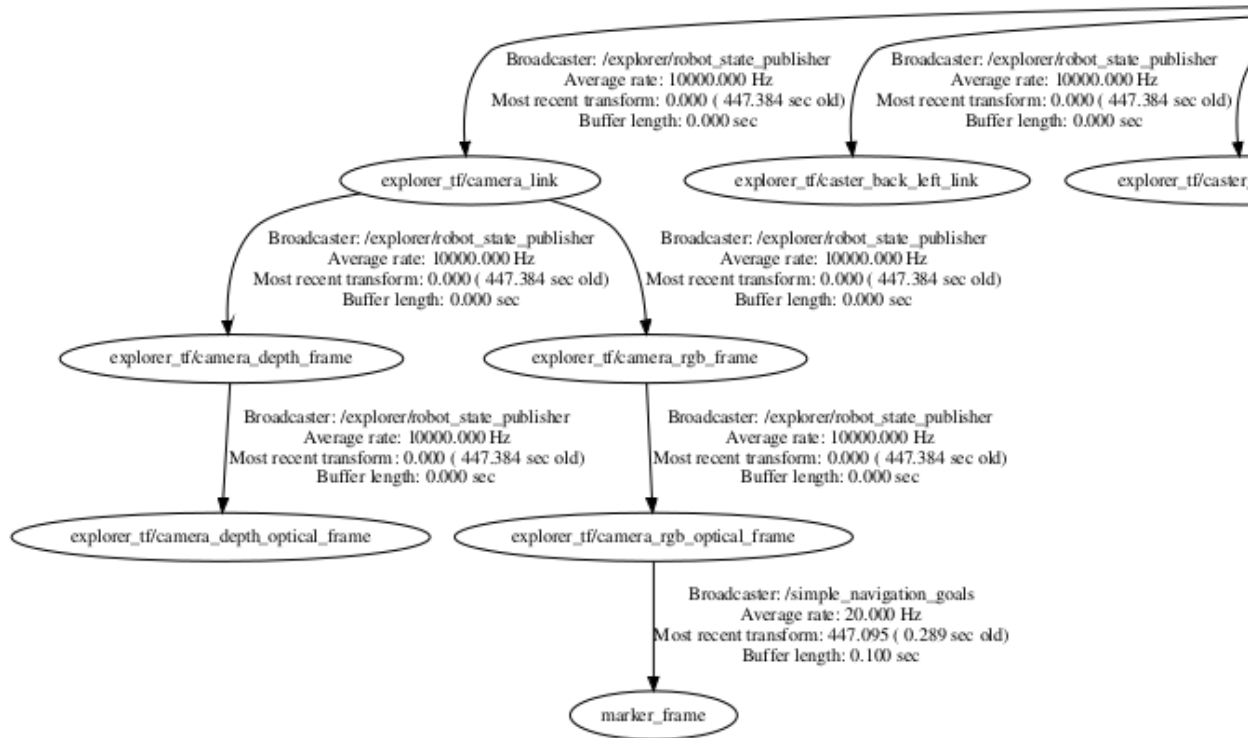 Broadcaster: /explorer/robot_state_publisher
Average rate: 10000.000 Hz
Most recent transform: 0.000 ( 447.384 sec old)
Buffer length: 0.000 sec
Broadcaster: /explorer/robot_state_publisher
Average rate: 10000.000 Hz
Most recent transform: 0.000 ( 447.384 sec old)
Buffer length: 0.000 sec
explorer_tf/camera_link
explorer_tf/caster_back_left_link
explorer_tf/caster_
Broadcaster: /explorer/robot_state_publisher
Average rate: 10000.000 Hz
Most recent transform: 0.000 ( 447.384 sec old)
Buffer length: 0.000 sec
Broadcaster: /explorer/robot_state_publisher
Average rate: 10000.000 Hz
Most recent transform: 0.000 ( 447.384 sec old)
Buffer length: 0.000 sec
explorer_tf/camera_depth_frame
explorer_tf/camera_rgb_frame
Broadcaster: /explorer/robot_state_publisher
Average rate: 10000.000 Hz
Most recent transform: 0.000 ( 447.384 sec old)
Buffer length: 0.000 sec
Broadcaster: /explorer/robot_state_publisher
Average rate: 10000.000 Hz
Most recent transform: 0.000 ( 447.384 sec old)
Buffer length: 0.000 sec
explorer_tf/camera_depth_optical_frame
explorer_tf/camera_rgb_optical_frame
Broadcaster: /simple_navigation_goals
Average rate: 20.000 Hz
Most recent transform: 447.095 ( 0.289 sec old)
Buffer length: 0.100 sec
marker_frame